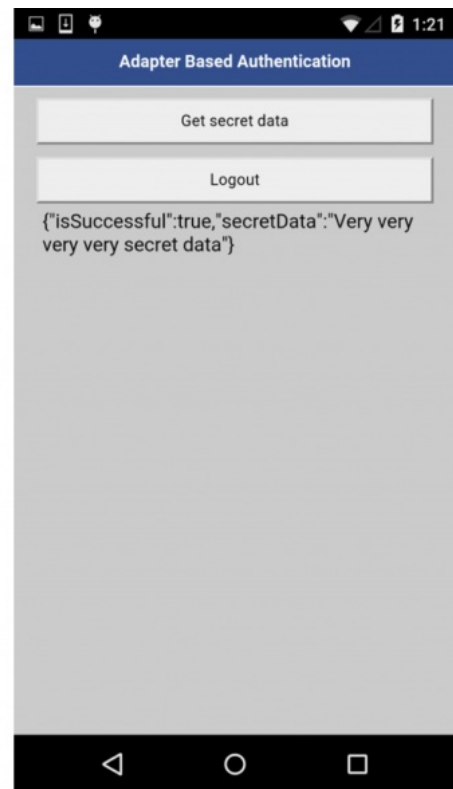 1:21
Adapter Based Authentication
Get secret data
Logout
{"isSuccessful":true,"secretData":"Very very
very very secret data"}